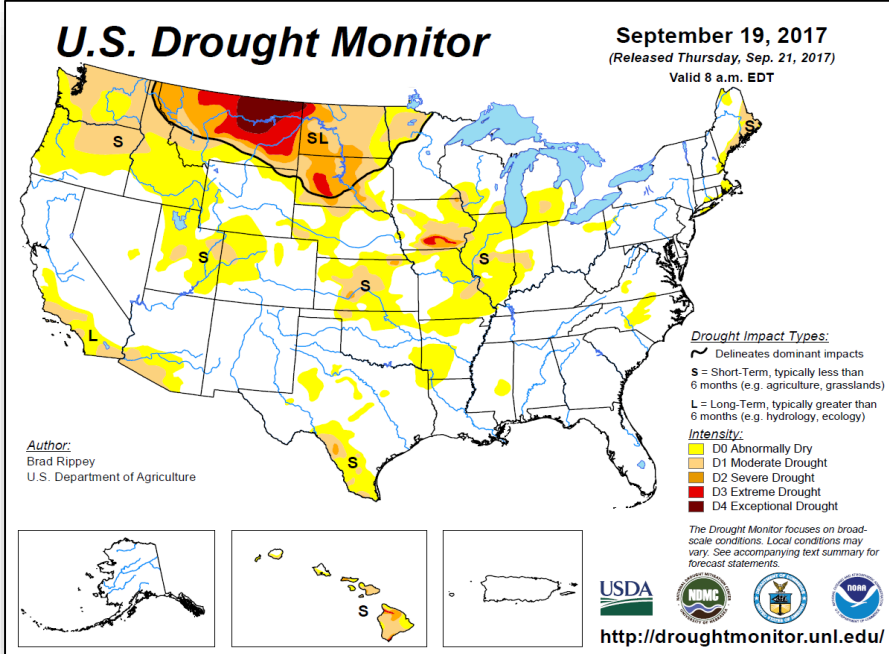 U.S. Drought Monitor
September 19, 2017
(Released Thursday, Sep. 21, 2017)
Valid 8 a.m. EDT
S
SL
S
S
S
S
L
S
Drought Impact Types:
Delineates dominant impacts
S = Short-Term, typically less than
6 months (e.g. agriculture, grasslands)
L = Long-Term, typically greater than
6 months (e.g. hydrology, ecology)
Intensity:
D0 Abnormally Dry
D1 Moderate Drought
D2 Severe Drought
D3 Extreme Drought
D4 Exceptional Drought
Author:
Brad Rippey
U.S. Department of Agriculture
The Drought Monitor focuses on broad-
scale conditions. Local conditions may
vary. See accompanying text summary for
forecast statements.
S
USDA
NDMC
noaa
http://droughtmonitor.unl.edu/